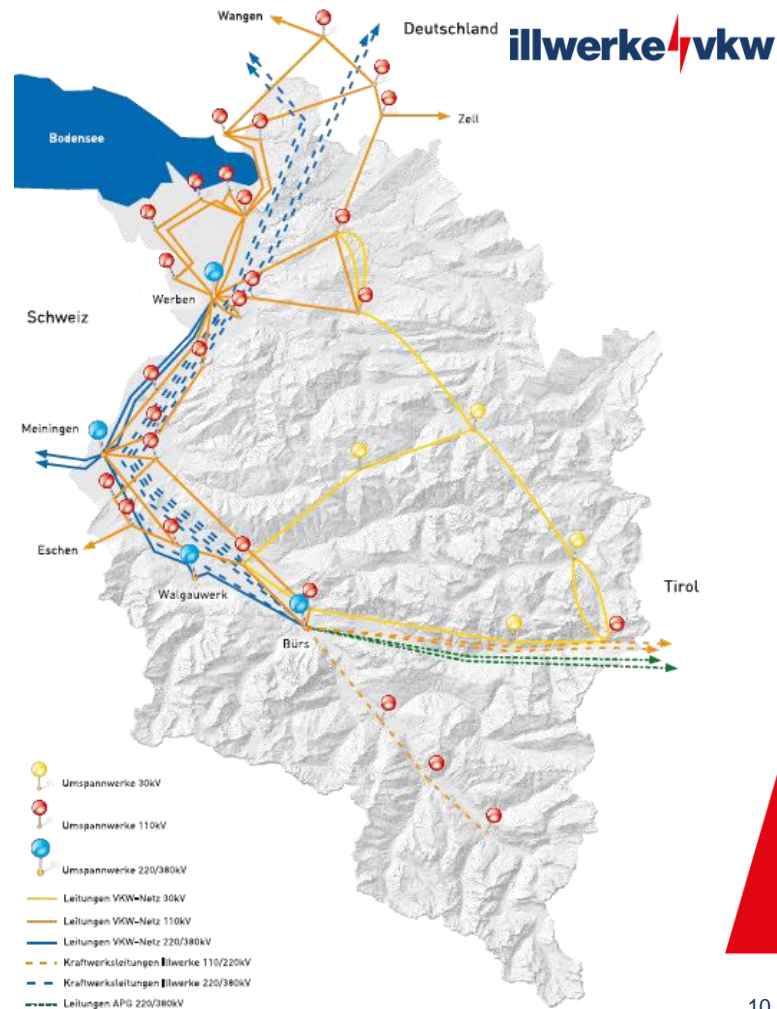 Wangen
Deutschland
illwerke vkw
Zell
Bodensee
Werben
Schweiz
Meiningen
Eschen
Walgauwerk
Tirol
Bürs
Umspannwerke 30kV
Umspannwerke 110kV
Umspannwerke 220/380kV
Leitungen VKW-Netz 30kV
Leitungen VKW-Netz 110kV
Leitungen VKW-Netz 220/380kV
Kraftwerksleitungen Illwerke 110/220kV
Kraftwerksleitungen Illwerke 220/380kV
Leitungen APG 220/380kV
10